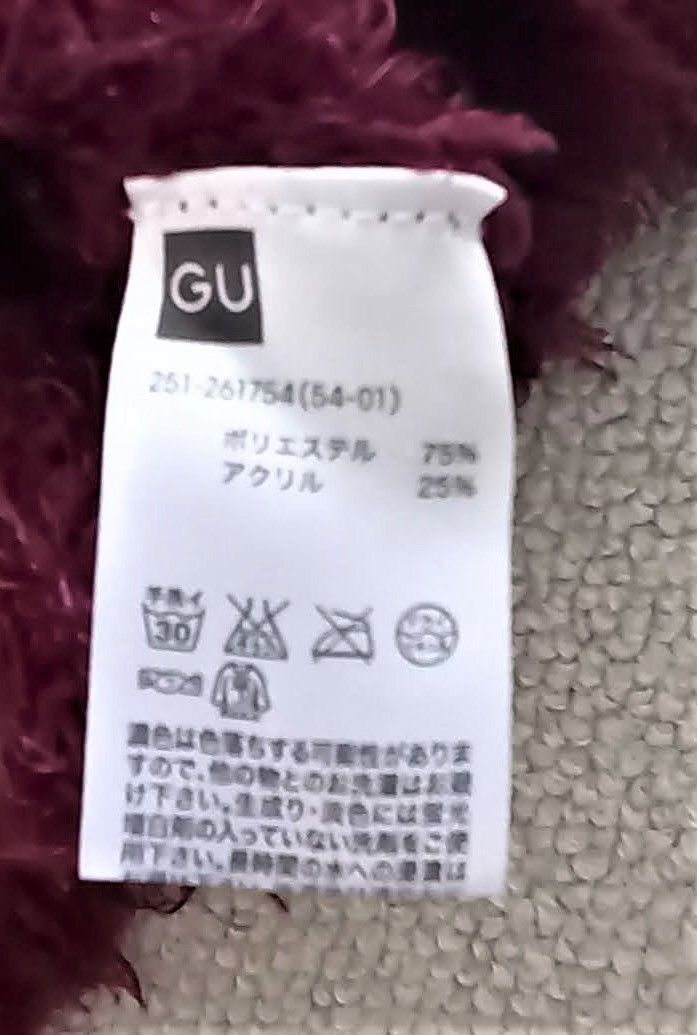 GU
251-261754(54-01)
ポリエステル 75%
アクリル 25%
手洗イ
30
濃色は色落ちする可能性がありま
すので、他の物とのお洗濯はお避
け下さい。生成り・淡色には蛍光
増白剤の入っていない洗剤をご使
用下さい。長時間の水への浸漬は